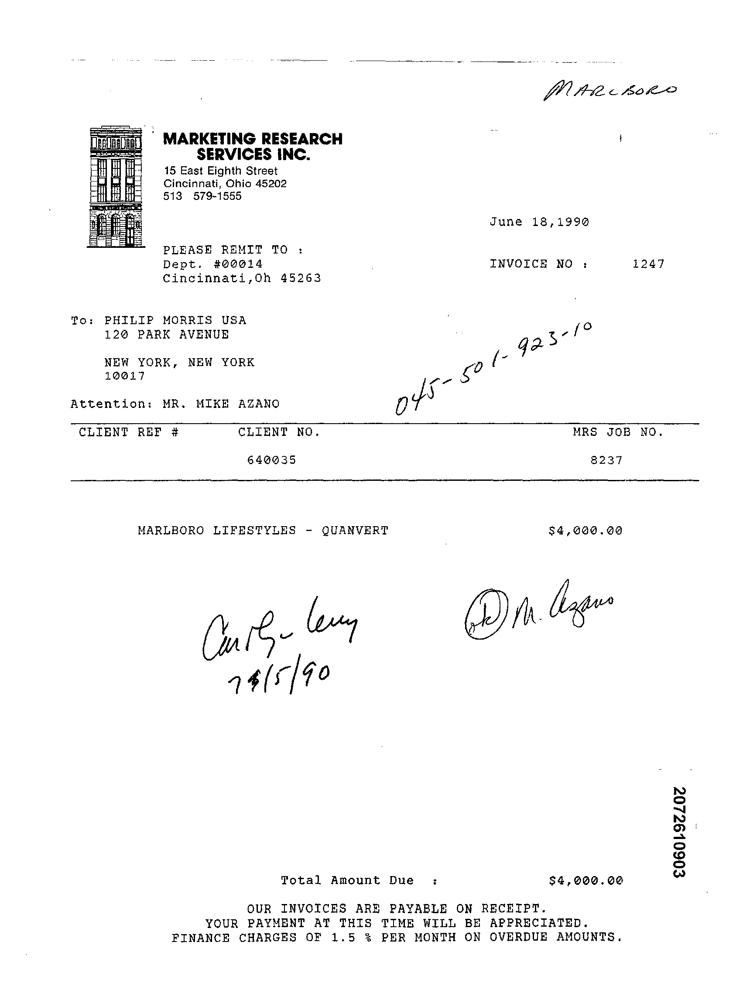 MARLBORO
MARKETING RESEARCH
SERVICES INC.
15 East Eighth Street
Cincinnati, Ohio 45202
513 579-1555
June 18,1990
PLEASE REMIT TO :
Dept. #00014
Cincinnati,Oh 45263
INVOICE NO : 1247
To: PHILIP MORRIS USA
120 PARK AVENUE
NEW YORK, NEW YORK
10017
Attention: MR. MIKE AZANO
045-501-923-10
CLIENT REF # CLIENT NO. MRS JOB NO.
640035 8237
MARLBORO LIFESTYLES - QUANVERT $4,000.00
ok M. Azano
Carolyn Levy
/5/90
2072610903
Total Amount Due : $4,000.00
OUR INVOICES ARE PAYABLE ON RECEIPT.
YOUR PAYMENT AT THIS TIME WILL BE APPRECIATED.
FINANCE CHARGES OF 1.5 % PER MONTH ON OVERDUE AMOUNTS.